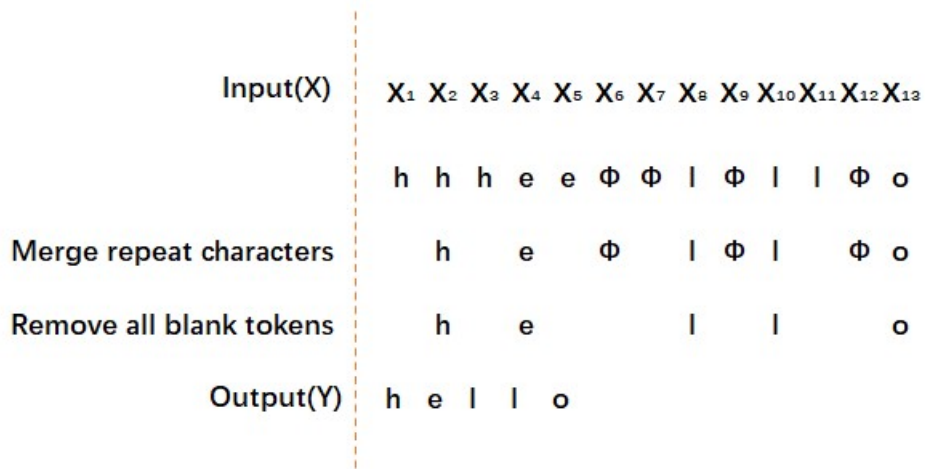 Input(X) X₁ X₂ X₃ X₄ X₅ X₆ X₇ X₈ X₉ X₁₀ X₁₁ X₁₂ X₁₃
h h h e e Φ Φ l Φ l l Φ o
Merge repeat characters h e Φ l Φ l Φ o
Remove all blank tokens h e l l o
Output(Y) h e l l o